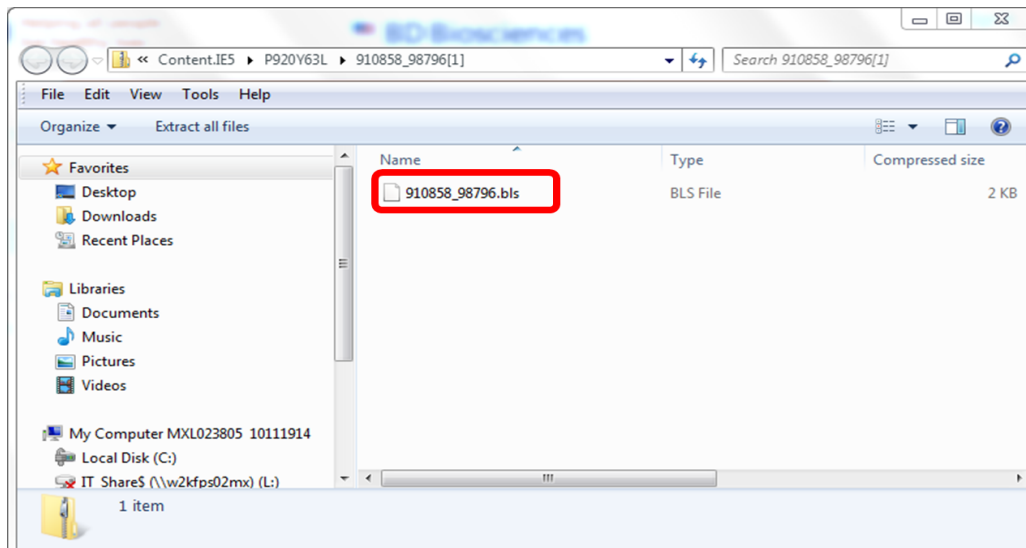 BD Biosciences
« Content.IE5 ▸ P920Y63L ▸ 910858_98796[1]
Search 910858_98796[1]
File Edit View Tools Help
Organize Extract all files
Name Type Compressed size
910858_98796.bls BLS File 2 KB
Favorites
Desktop
Downloads
Recent Places
Libraries
Documents
Music
Pictures
Videos
My Computer MXL023805 10111914
Local Disk (C:)
IT Share$ (\\w2kfps02mx) (L:)
1 item